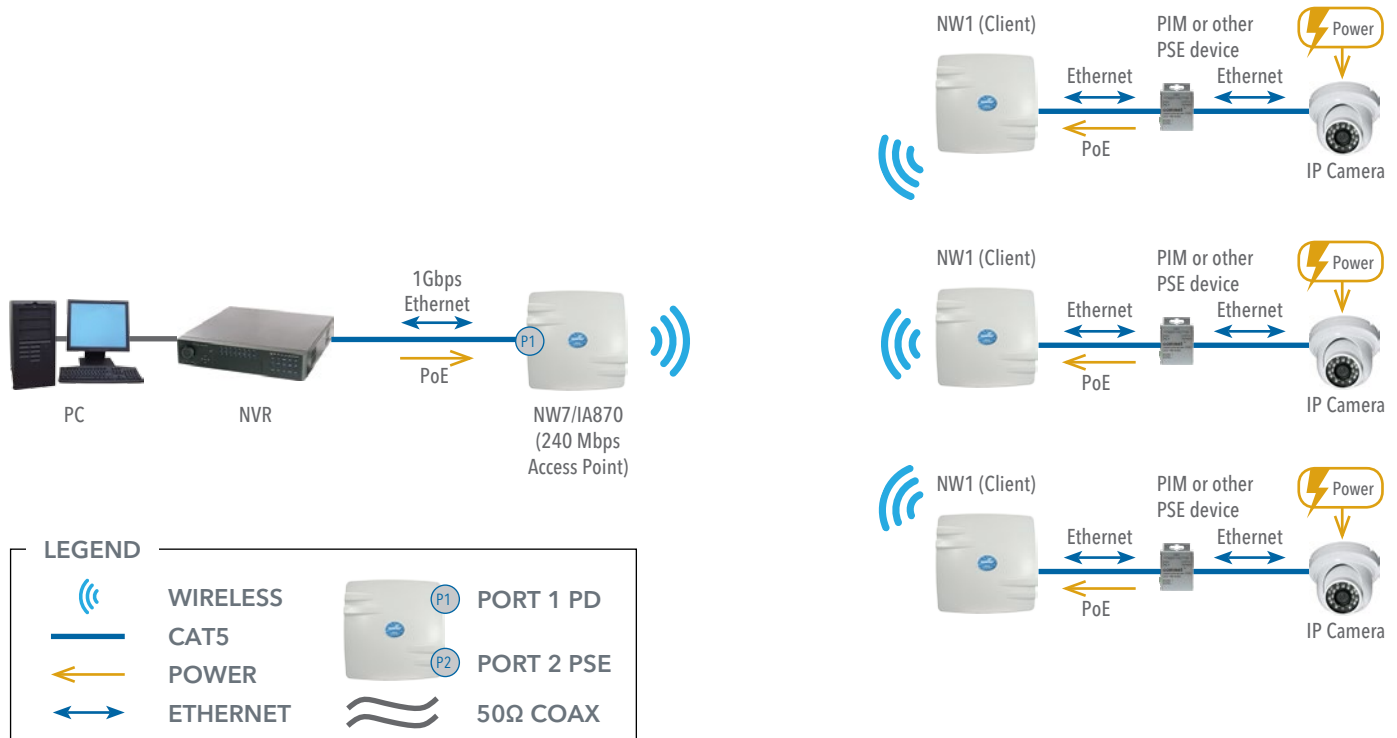 NW1 (Client)
PIM or other
PSE device
Power
Ethernet
Ethernet
PoE
IP Camera
NW1 (Client)
PIM or other
PSE device
Power
Ethernet
Ethernet
PoE
IP Camera
1Gbps
Ethernet
P1
PoE
PC
NVR
NW7/IA870
(240 Mbps
Access Point)
NW1 (Client)
PIM or other
PSE device
Power
Ethernet
Ethernet
PoE
IP Camera
LEGEND
WIRELESS
CAT5
POWER
ETHERNET
P1
PORT 1 PD
P2
PORT 2 PSE
50Ω COAX